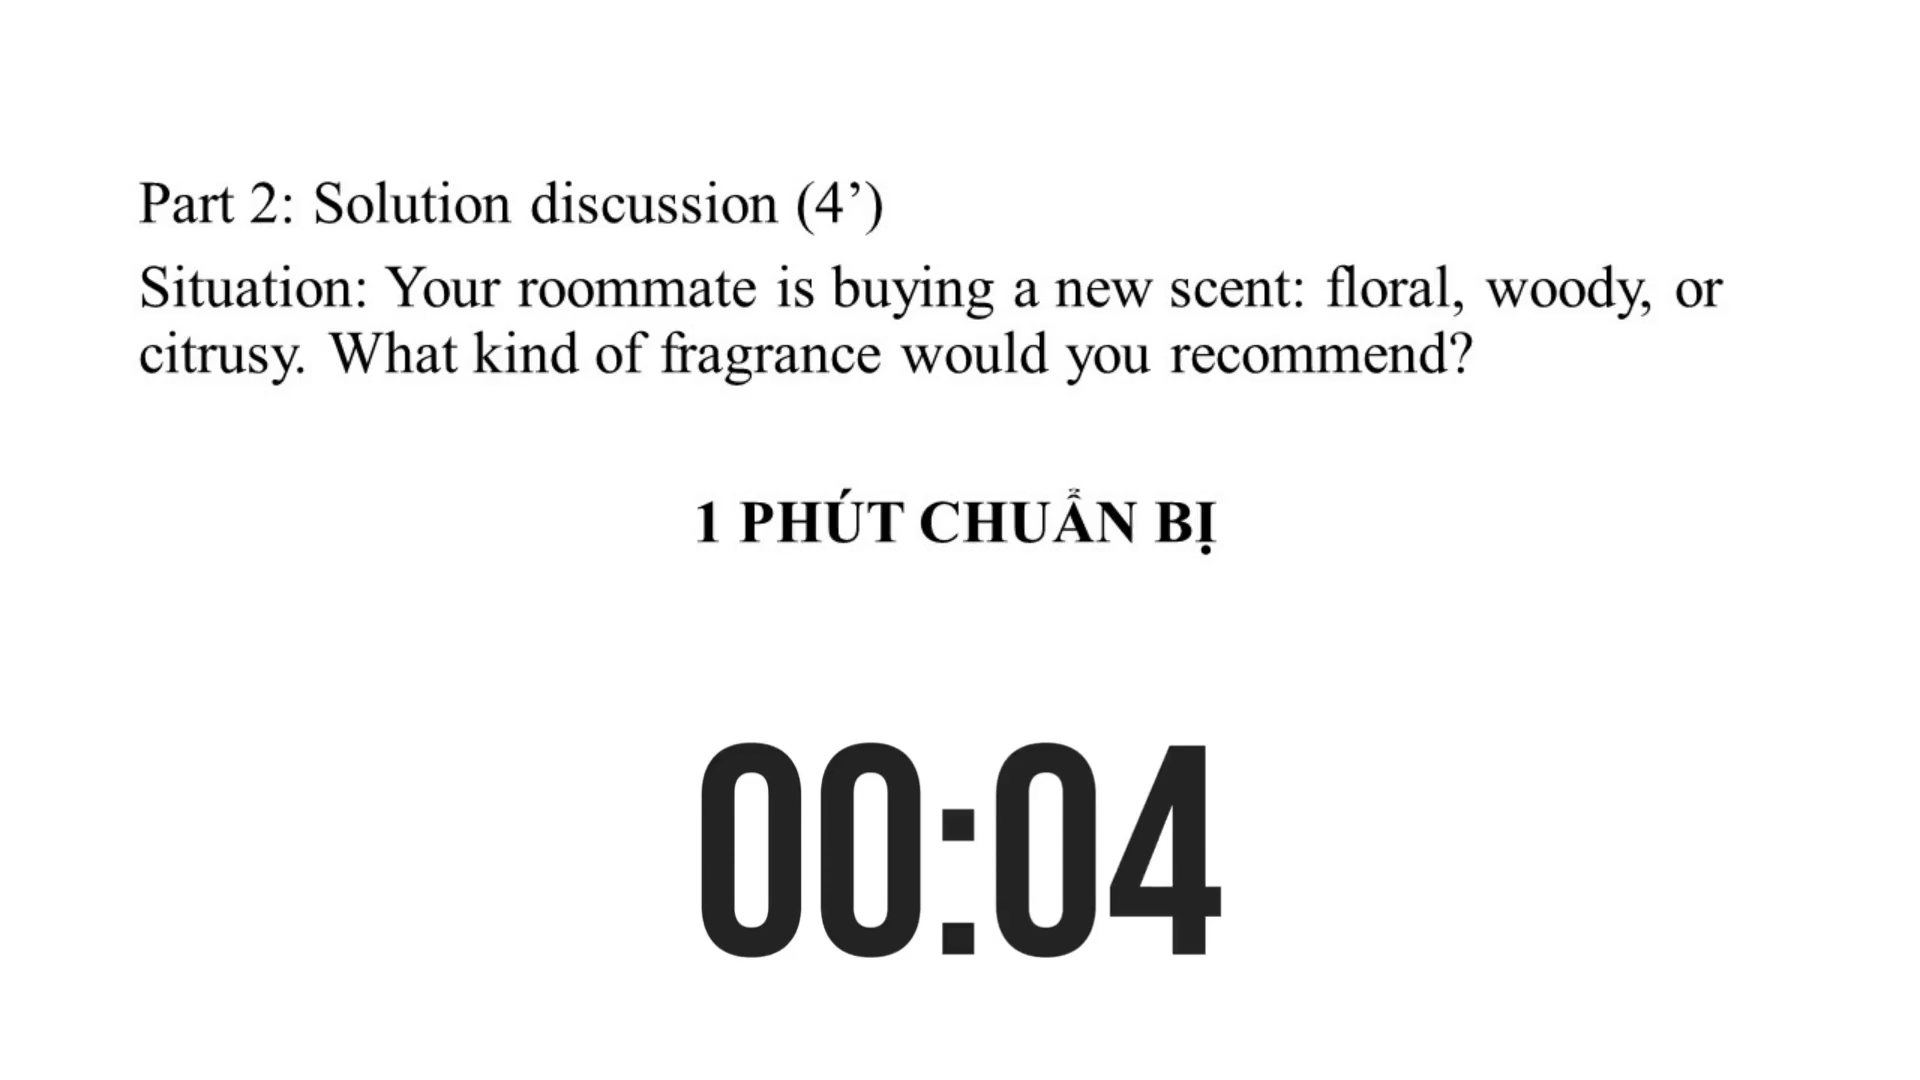 Part 2: Solution discussion (4’)
Situation: Your roommate is buying a new scent: floral, woody, or
citrusy. What kind of fragrance would you recommend?
1 PHÚT CHUẨN BỊ
00:04